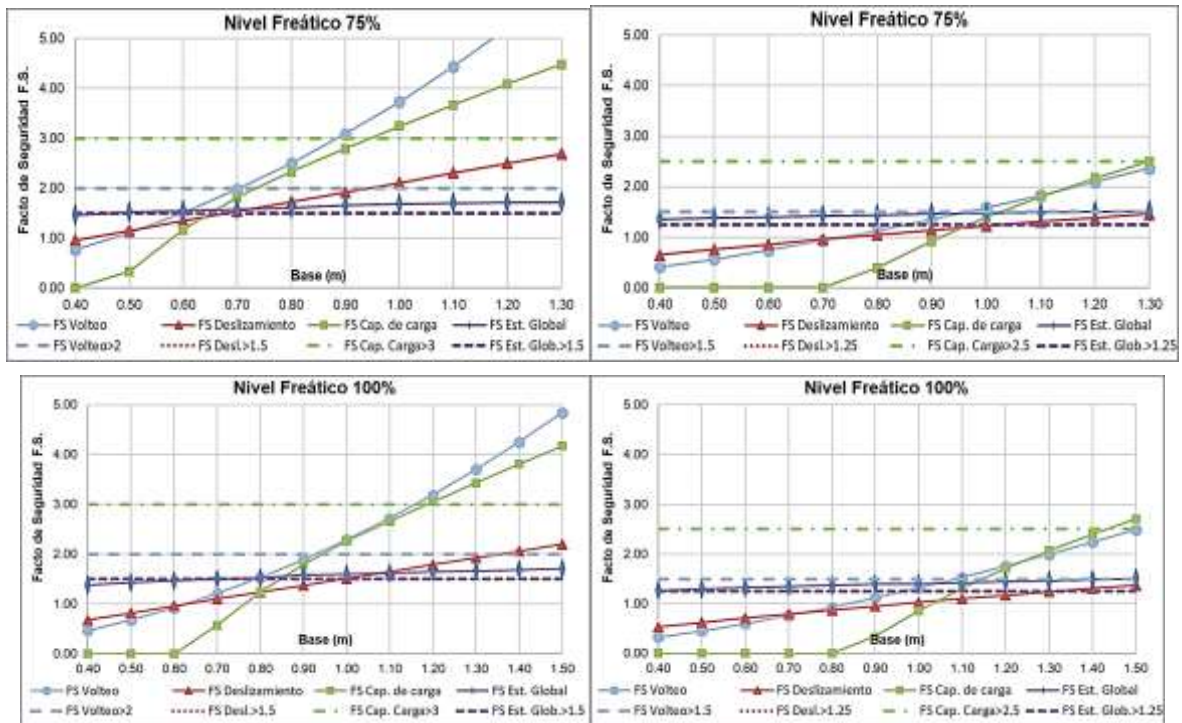 Nivel Freático 75%
Facto de Seguridad F.S.
5.00
4.00
3.00
2.00
1.00
0.00
Base (m)
0.40 0.50 0.60 0.70 0.80 0.90 1.00 1.10 1.20 1.30
FS Volteo FS Deslizamiento FS Cap. de carga FS Est. Global
FS Volteo>2 FS Desl.>1.5 FS Cap. Carga>3 FS Est. Glob.>1.5
Nivel Freático 75%
Facto de Seguridad F.S.
5.00
4.00
3.00
2.00
1.00
0.00
Base (m)
0.40 0.50 0.60 0.70 0.80 0.90 1.00 1.10 1.20 1.30
FS Volteo FS Deslizamiento FS Cap. de carga FS Est. Global
FS Volteo>1.5 FS Desl.>1.25 FS Cap. Carga>2.5 FS Est. Glob.>1.25
Nivel Freático 100%
Facto de Seguridad F.S.
5.00
4.00
3.00
2.00
1.00
0.00
Base (m)
0.40 0.50 0.60 0.70 0.80 0.90 1.00 1.10 1.20 1.30 1.40 1.50
FS Volteo FS Deslizamiento FS Cap. de carga FS Est. Global
FS Volteo>2 FS Desl.>1.5 FS Cap. Carga>3 FS Est. Glob.>1.5
Nivel Freático 100%
Facto de Seguridad F.S.
5.00
4.00
3.00
2.00
1.00
0.00
Base (m)
0.40 0.50 0.60 0.70 0.80 0.90 1.00 1.10 1.20 1.30 1.40 1.50
FS Volteo FS Deslizamiento FS Cap. de carga FS Est. Global
FS Volteo>1.5 FS Desl.>1.25 FS Cap. Carga>2.5 FS Est. Glob.>1.25